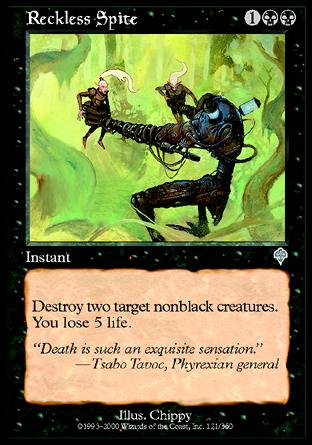 Reckless Spite 1
Instant
Destroy two target nonblack creatures.
You lose 5 life.
“Death is such an exquisite sensation.”
—Tsabo Tavoc, Phyrexian general
Illus. Chippy
©1993–2000 Wizards of the Coast, Inc. 121/350